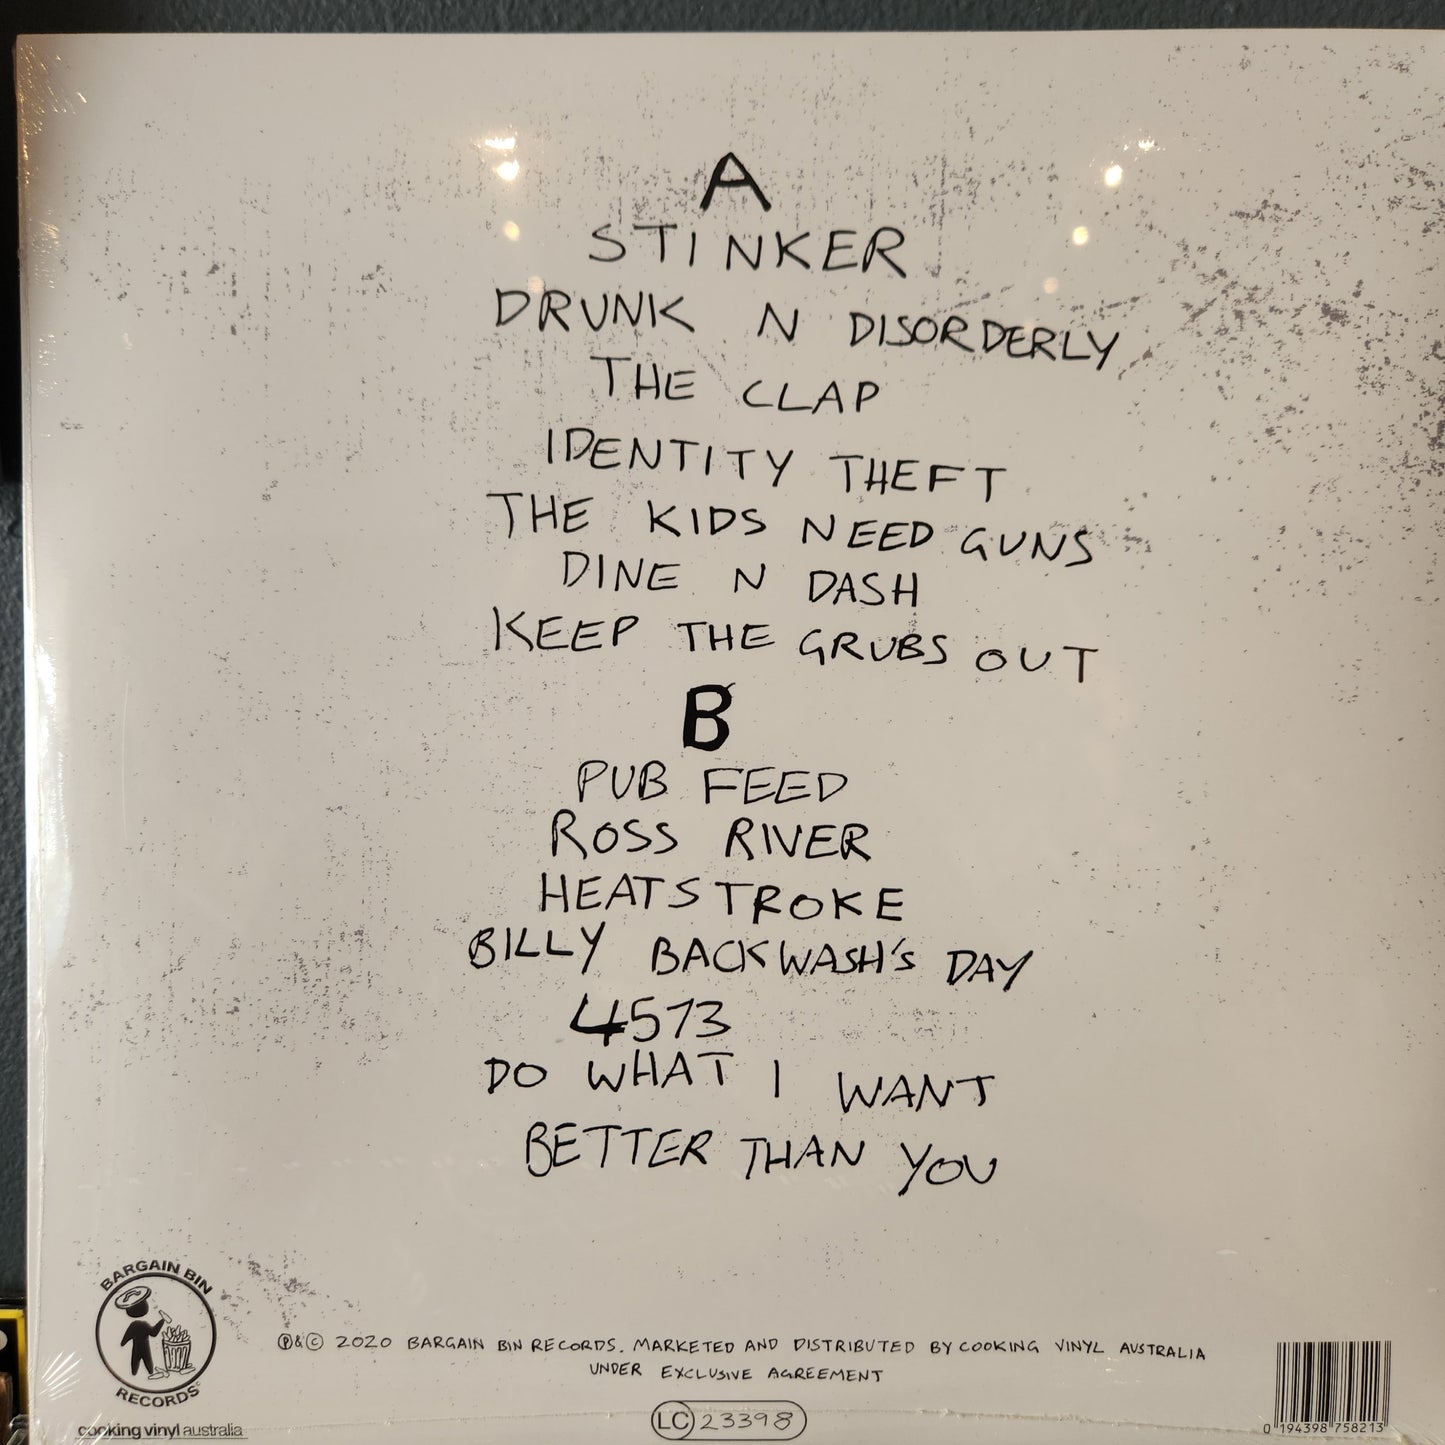 A
STINKER
DRUNK N DISORDERLY
THE CLAP
IDENTITY THEFT
THE KIDS NEED GUNS
DINE N DASH
KEEP THE GRUBS OUT
B
PUB FEED
ROSS RIVER
HEATSTROKE
BILLY BACKWASH'S DAY
4573
DO WHAT I WANT
BETTER THAN YOU
BARGAIN BIN
RECORDS
℗&© 2020 BARGAIN BIN RECORDS. MARKETED AND DISTRIBUTED BY COOKING VINYL AUSTRALIA
UNDER EXCLUSIVE AGREEMENT
cooking vinyl australia
LC 23398
0 194398 758213